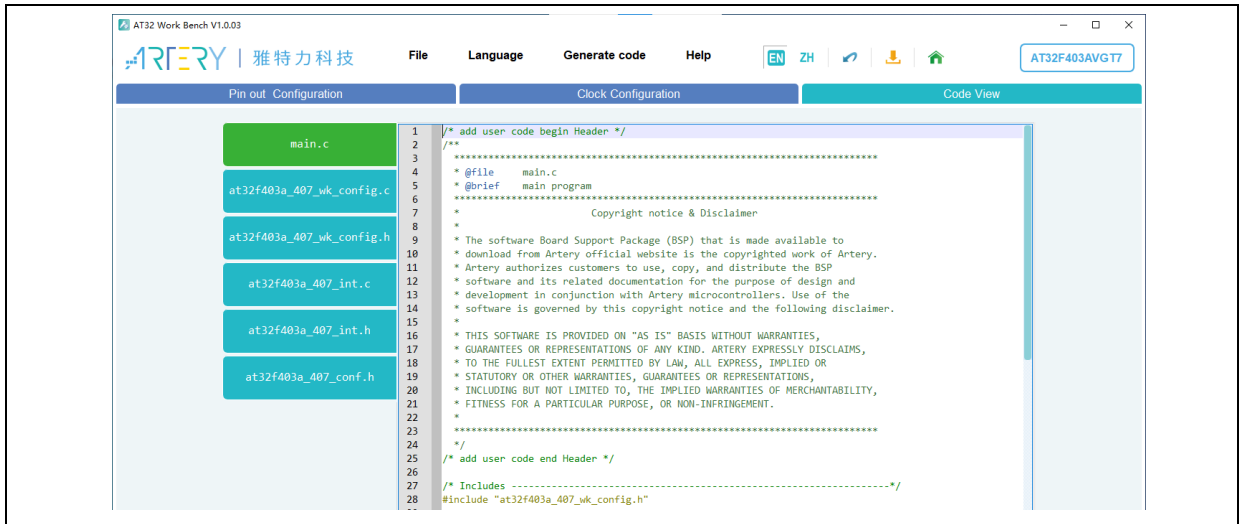 AT32 Work Bench V1.0.03
ARTERY 雅特力科技
File Language Generate code Help EN ZH AT32F403AVGT7
Pin out Configuration Clock Configuration Code View
main.c
at32f403a_407_wk_config.c
at32f403a_407_wk_config.h
at32f403a_407_int.c
at32f403a_407_int.h
at32f403a_407_conf.h
1 /* add user code begin Header */
2 /**
3 **************************************************************************
4 * @file main.c
5 * @brief main program
6 **************************************************************************
7 * Copyright notice & Disclaimer
8 *
9 * The software Board Support Package (BSP) that is made available to
10 * download from Artery official website is the copyrighted work of Artery.
11 * Artery authorizes customers to use, copy, and distribute the BSP
12 * software and its related documentation for the purpose of design and
13 * development in conjunction with Artery microcontrollers. Use of the
14 * software is governed by this copyright notice and the following disclaimer.
15 *
16 * THIS SOFTWARE IS PROVIDED ON "AS IS" BASIS WITHOUT WARRANTIES,
17 * GUARANTEES OR REPRESENTATIONS OF ANY KIND. ARTERY EXPRESSLY DISCLAIMS,
18 * TO THE FULLEST EXTENT PERMITTED BY LAW, ALL EXPRESS, IMPLIED OR
19 * STATUTORY OR OTHER WARRANTIES, GUARANTEES OR REPRESENTATIONS,
20 * INCLUDING BUT NOT LIMITED TO, THE IMPLIED WARRANTIES OF MERCHANTABILITY,
21 * FITNESS FOR A PARTICULAR PURPOSE, OR NON-INFRINGEMENT.
22 *
23 **************************************************************************
24 */
25 /* add user code end Header */
26
27 /* Includes ------------------------------------------------------------------*/
28 #include "at32f403a_407_wk_config.h"